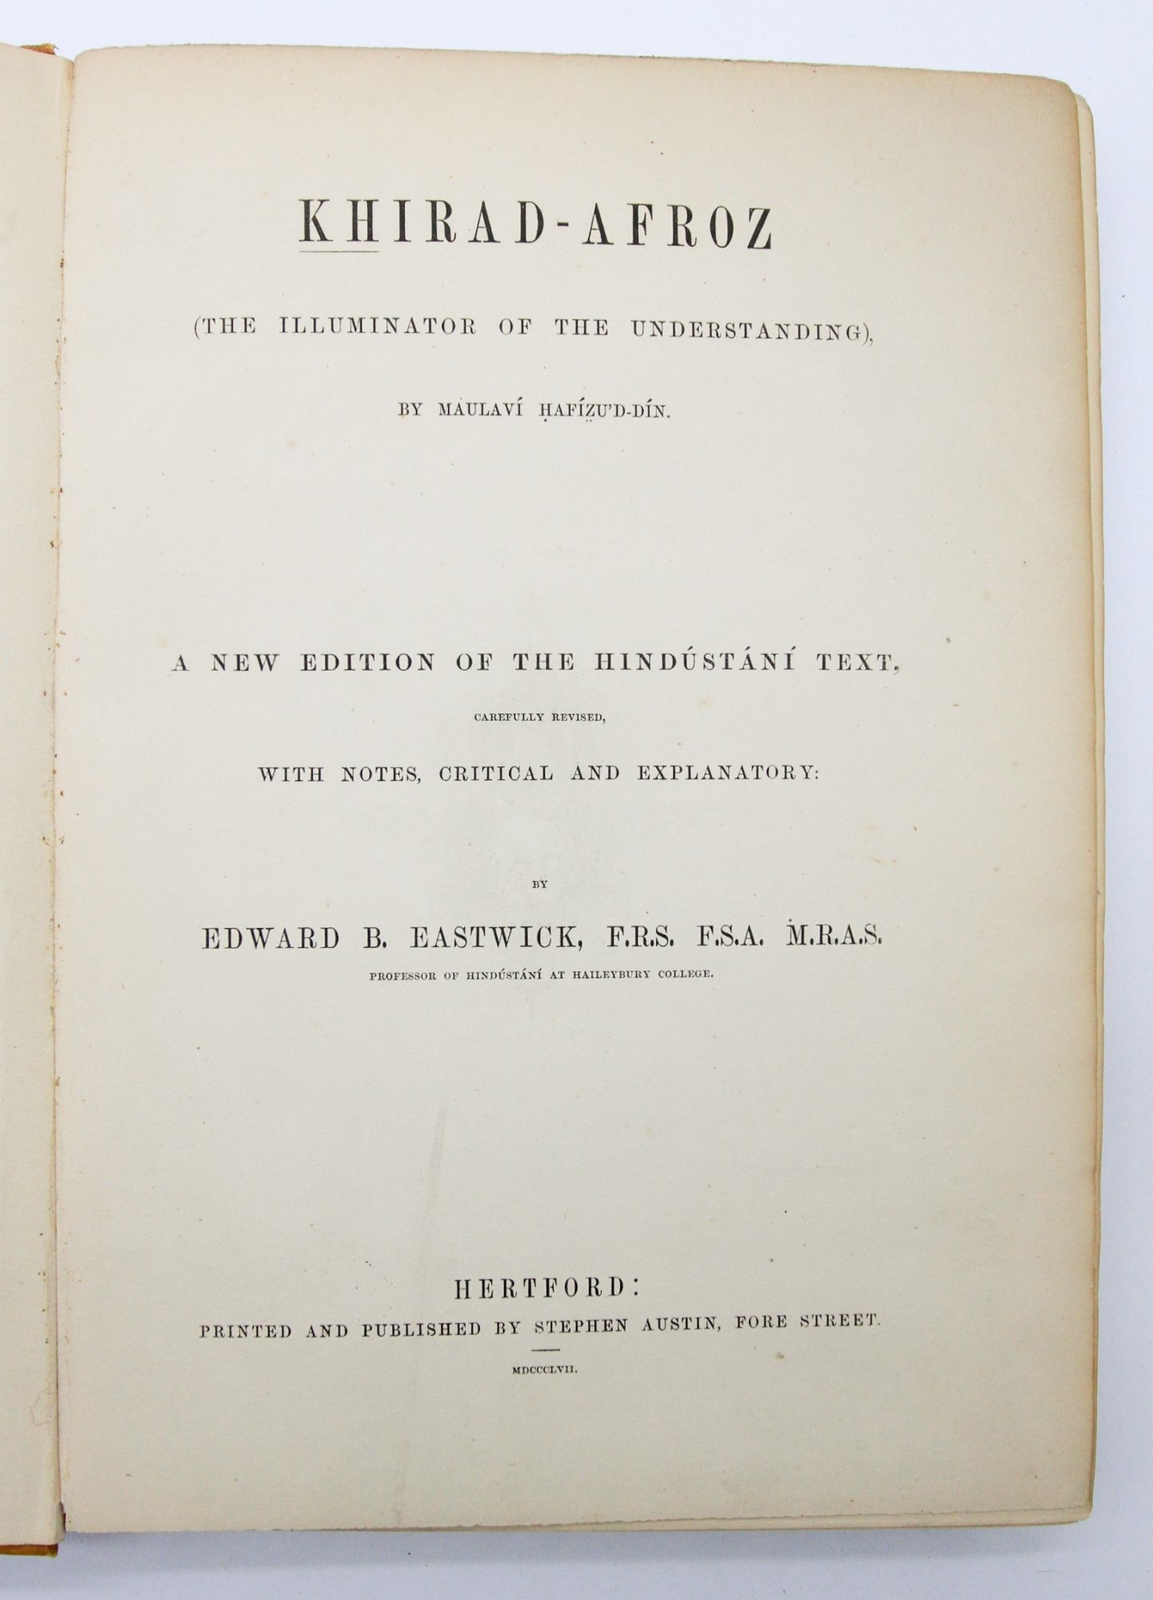 KHIRAD-AFROZ
(THE ILLUMINATOR OF THE UNDERSTANDING),
BY MAULAVÍ ḤAFÍẒU'D-DÍN.
A NEW EDITION OF THE HINDÚSTÁNÍ TEXT,
CAREFULLY REVISED,
WITH NOTES, CRITICAL AND EXPLANATORY:
BY
EDWARD B. EASTWICK, F.R.S. F.S.A. M.R.A.S.
PROFESSOR OF HINDÚSTÁNÍ AT HAILEYBURY COLLEGE.
HERTFORD:
PRINTED AND PUBLISHED BY STEPHEN AUSTIN, FORE STREET.
MDCCCLVII.